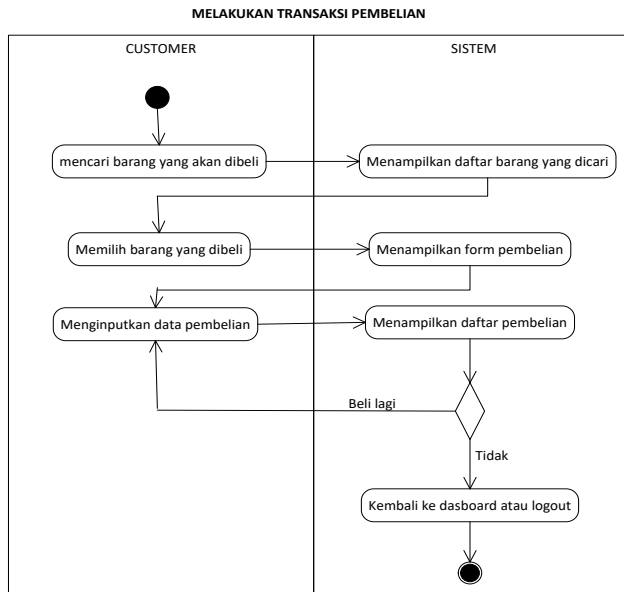 MELAKUKAN TRANSAKSI PEMBELIAN
CUSTOMER
SISTEM
mencari barang yang akan dibeli
Menampilkan daftar barang yang dicari
Memilih barang yang dibeli
Menampilkan form pembelian
Menginputkan data pembelian
Menampilkan daftar pembelian
Beli lagi
Tidak
Kembali ke dasboard atau logout